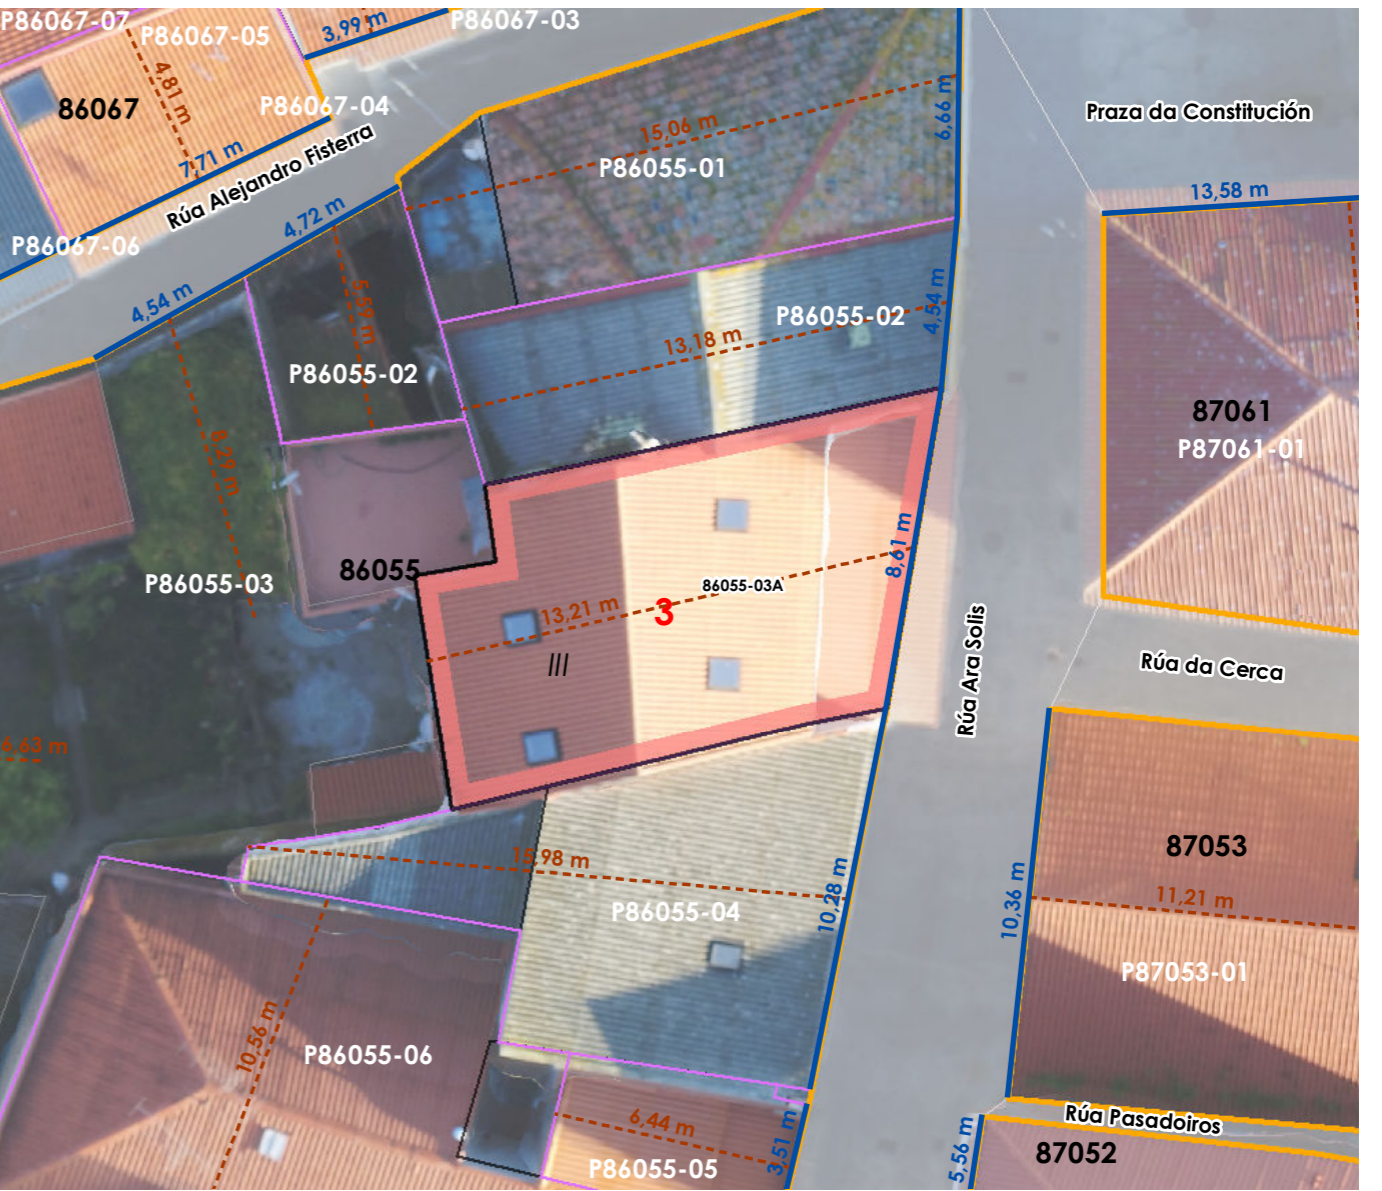 P86067-07
P86067-05
3,99 m
P86067-03
4,81 m
86067
P86067-04
7,71 m
Rúa Alejandro Fisterra
15,06 m
P86055-01
6,66 m
Praza da Constitución
13,58 m
4,72 m
P86067-06
4,54 m
5,59 m
P86055-02
4,54 m
13,18 m
P86055-02
87061
P87061-01
8,29 m
86055
P86055-03
8,61 m
86055-03A
13,21 m
3
III
Rúa Ara Solis
Rúa da Cerca
6,63 m
87053
15,98 m
10,28 m
P86055-04
10,36 m
11,21 m
P87053-01
10,56 m
P86055-06
6,44 m
3,51 m
P86055-05
Rúa Pasadoiros
5,56 m
87052